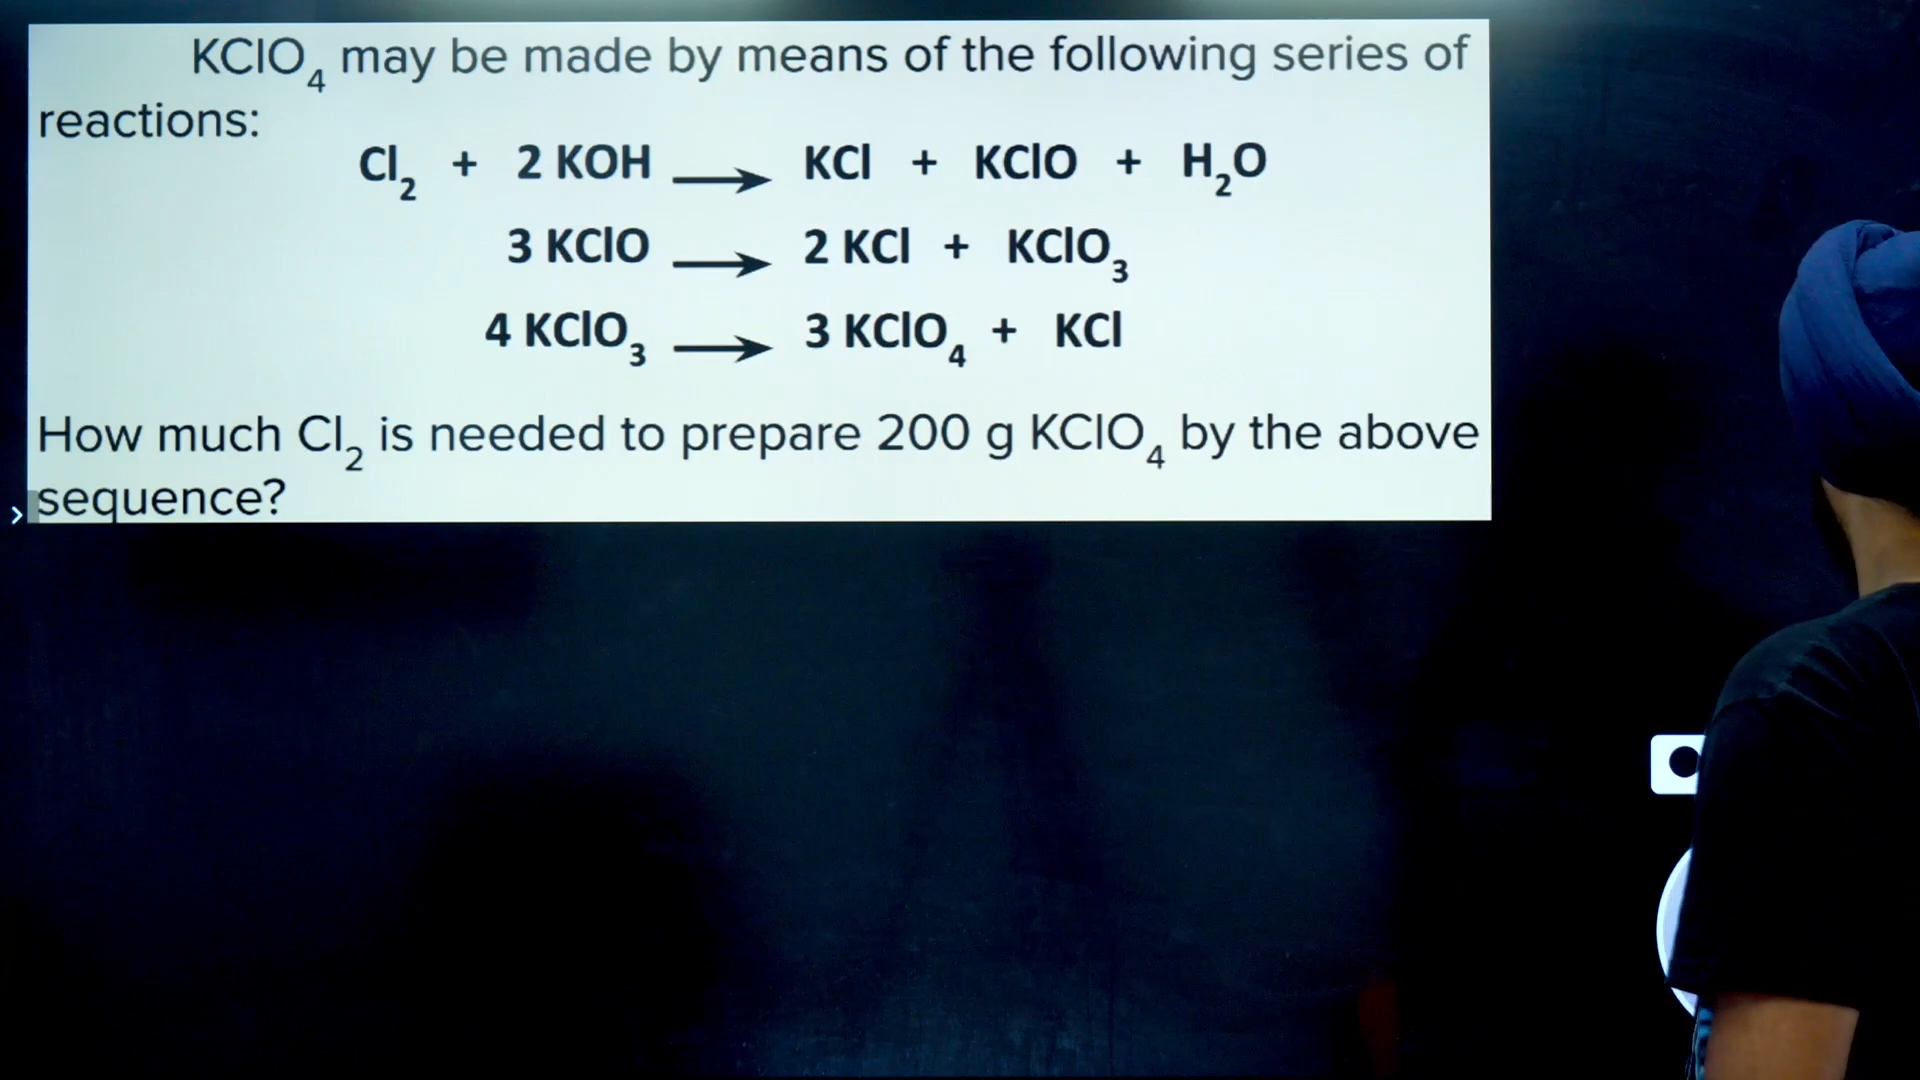 KClO₄ may be made by means of the following series of
reactions:
Cl₂ + 2 KOH ⟶ KCl + KClO + H₂O
3 KClO ⟶ 2 KCl + KClO₃
4 KClO₃ ⟶ 3 KClO₄ + KCl
How much Cl₂ is needed to prepare 200 g KClO₄ by the above
sequence?